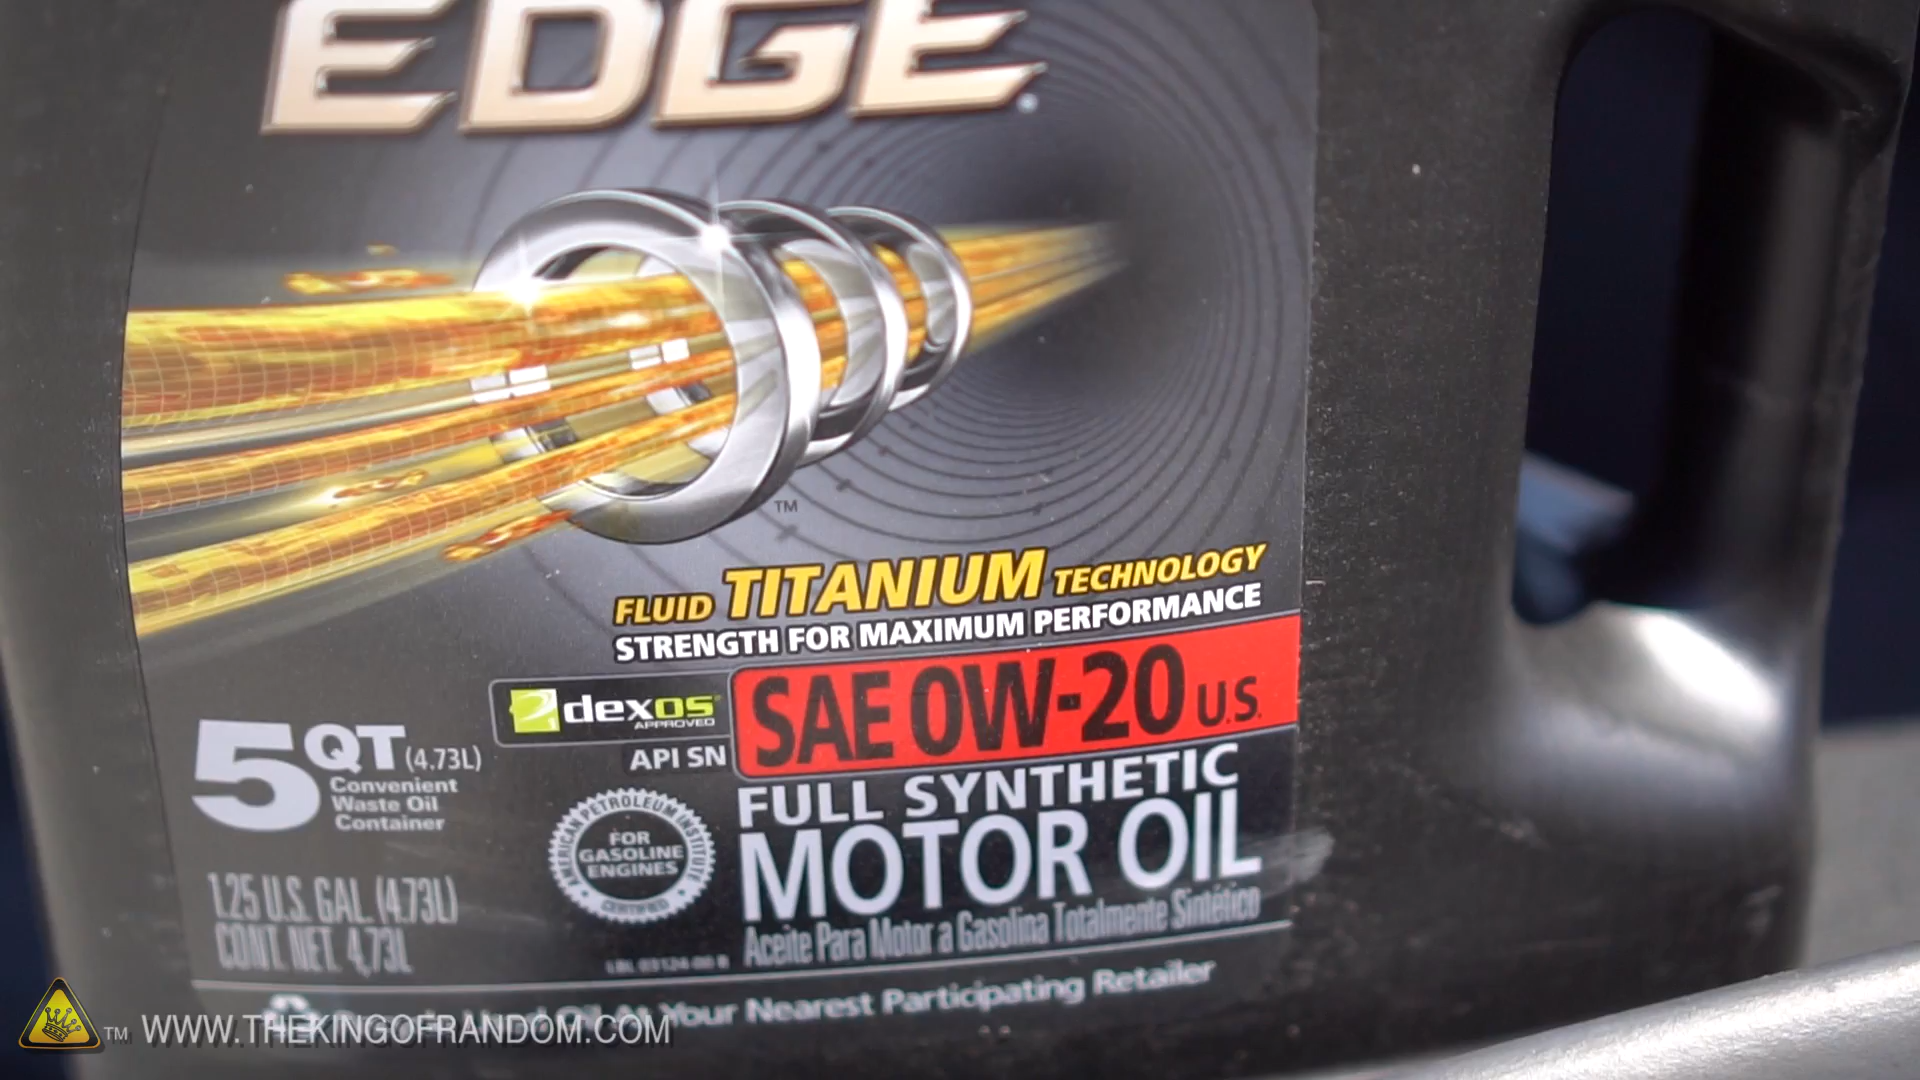 EDGE
™
FLUID TITANIUM TECHNOLOGY
STRENGTH FOR MAXIMUM PERFORMANCE
dexos
APPROVED
SAE 0W-20 U.S.
API SN
5 QT (4.73L)
Convenient
Waste Oil
Container
FULL SYNTHETIC
MOTOR OIL
Aceite Para Motor a Gasolina Totalmente Sintético
AMERICAN PETROLEUM INSTITUTE
FOR
GASOLINE
ENGINES
CERTIFIED
1.25 U.S. GAL. (4.73L)
CONT. NET. 4,73L
Oil At Your Nearest Participating Retailer
™ WWW.THEKINGOFRANDOM.COM